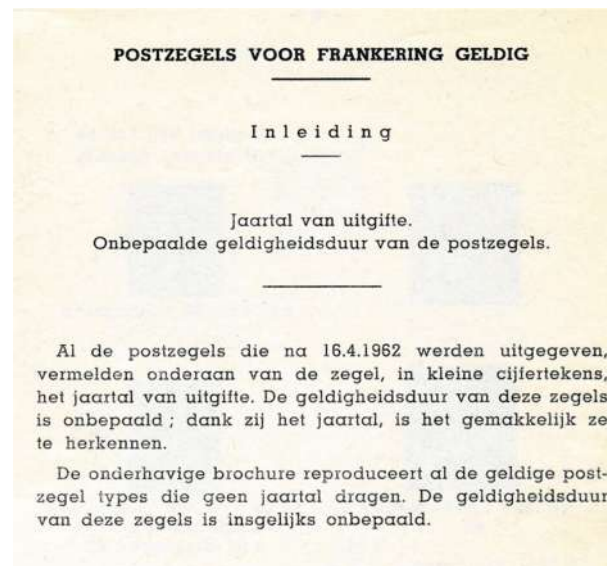 POSTZEGELS VOOR FRANKERING GELDIG
Inleiding
Jaartal van uitgifte.
Onbepaalde geldigheidsduur van de postzegels.
Al de postzegels die na 16.4.1962 werden uitgegeven,
vermelden onderaan van de zegel, in kleine cijfertekens,
het jaartal van uitgifte. De geldigheidsduur van deze zegels
is onbepaald ; dank zij het jaartal, is het gemakkelijk ze
te herkennen.
De onderhavige brochure reproduceert al de geldige post-
zegel types die geen jaartal dragen. De geldigheidsduur
van deze zegels is insgelijks onbepaald.